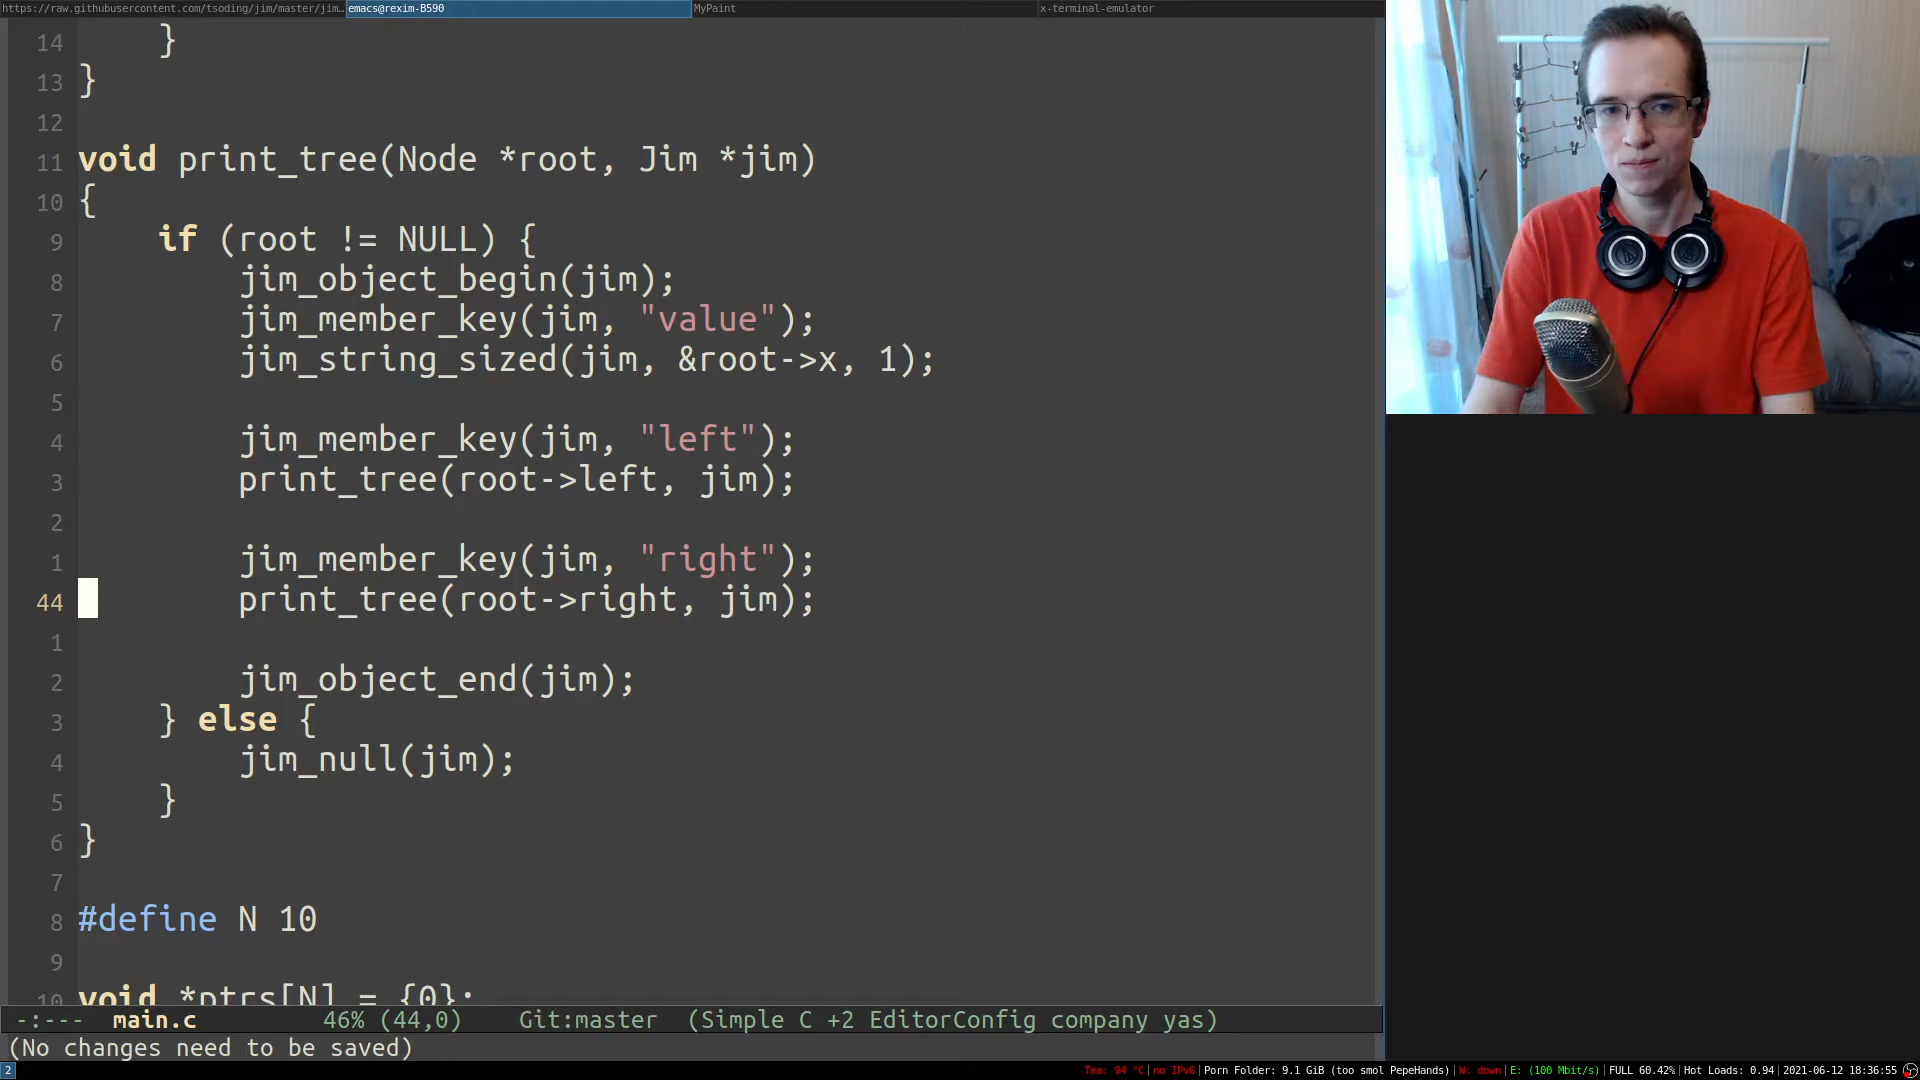 https://raw.githubusercontent.com/tsoding/jim/master/jim… emacs@rexim-B590 MyPaint x-terminal-emulator
14 }
13 }
12
11 void print_tree(Node *root, Jim *jim)
10 {
9 if (root != NULL) {
8 jim_object_begin(jim);
7 jim_member_key(jim, "value");
6 jim_string_sized(jim, &root->x, 1);
5
4 jim_member_key(jim, "left");
3 print_tree(root->left, jim);
2
1 jim_member_key(jim, "right");
44 print_tree(root->right, jim);
1
2 jim_object_end(jim);
3 } else {
4 jim_null(jim);
5 }
6 }
7
8 #define N 10
9
10 void *ptrs[N] = {0};
-:--- main.c 46% (44,0) Git:master (Simple C +2 EditorConfig company yas)
(No changes need to be saved)
2 Tea: 94 °C|no IPv6|Porn Folder: 9.1 GiB (too smol PepeHands)|W: down|E: (100 Mbit/s)|FULL 60.42%|Hot Loads: 0.94|2021-06-12 18:36:55